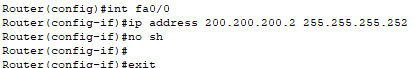 Router(config)#int fa0/0
Router(config-if)#ip address 200.200.200.2 255.255.255.252
Router(config-if)#no sh
Router(config-if)#
Router(config-if)#exit